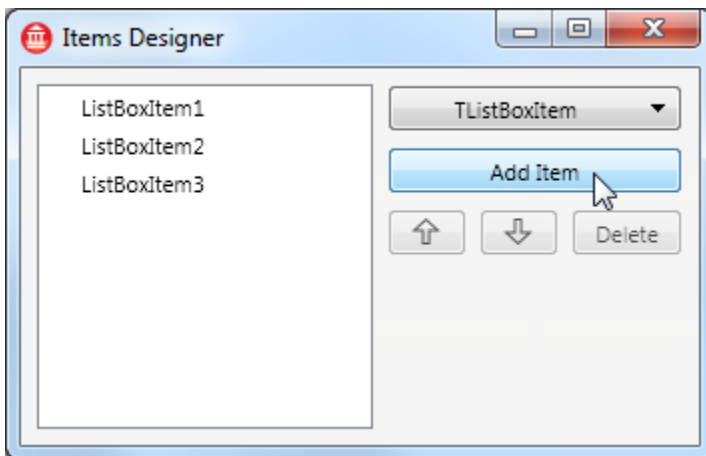 Items Designer
ListBoxItem1
ListBoxItem2
ListBoxItem3
TListBoxItem
Add Item
Delete